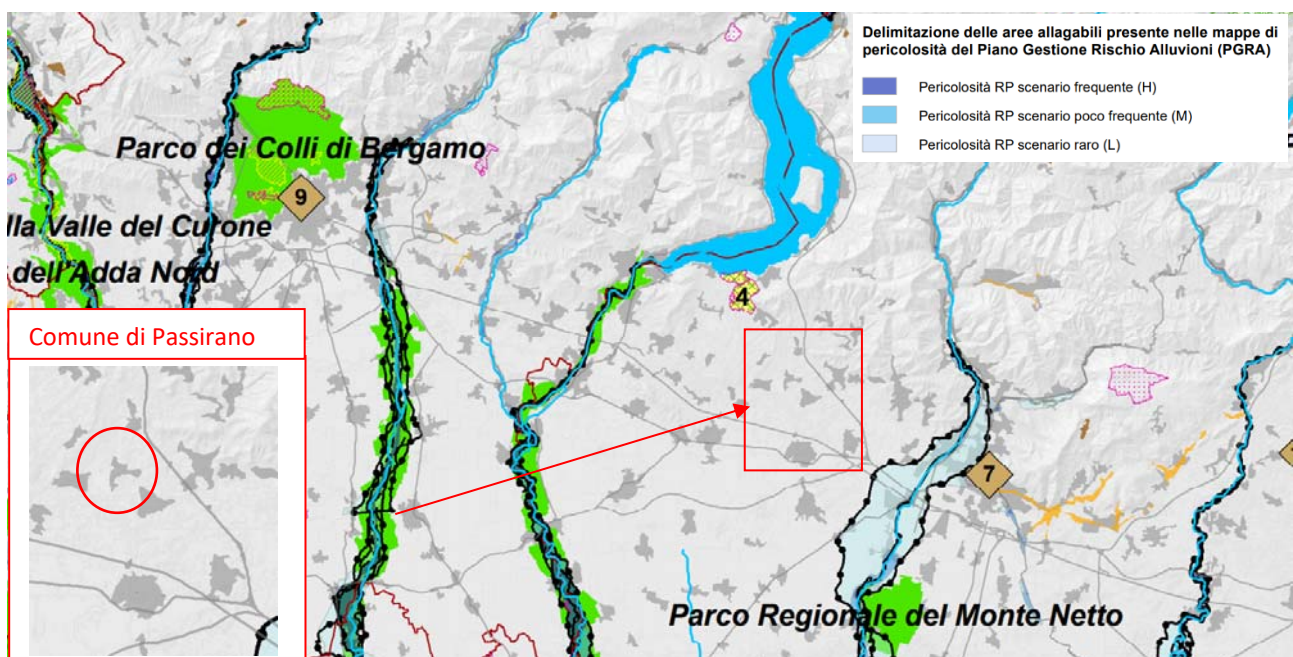 Delimitazione delle aree allagabili presente nelle mappe di
pericolosità del Piano Gestione Rischio Alluvioni (PGRA)
Pericolosità RP scenario frequente (H)
Pericolosità RP scenario poco frequente (M)
Pericolosità RP scenario raro (L)
Parco dei Colli di Bergamo
9
lla Valle del Curone
dell'Adda Nord
4
Comune di Passirano
7
Parco Regionale del Monte Netto